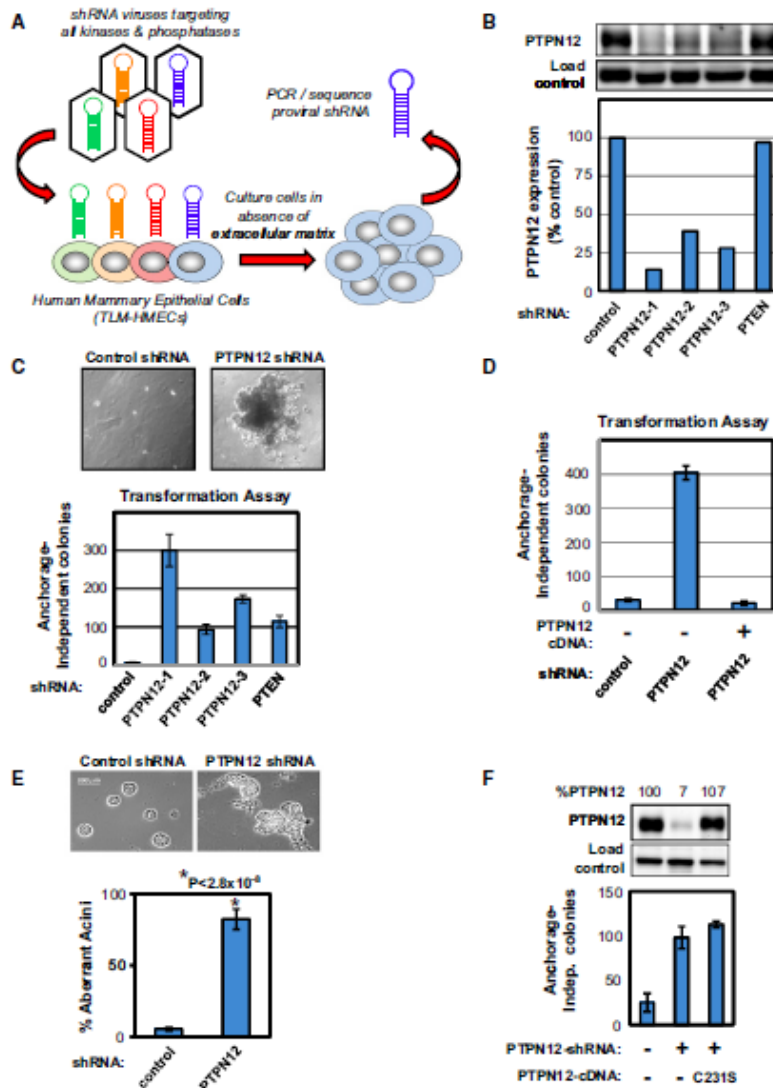 A
shRNA viruses targeting
all kinases & phosphatases
PCR / sequence
proviral shRNA
Culture cells in
absence of
extracellular matrix
Human Mammary Epithelial Cells
(TLM-HMECs)
B
PTPN12
Load
control
PTPN12 expression
(% control)
100
75
50
25
0
shRNA:
control
PTPN12-1
PTPN12-2
PTPN12-3
PTEN
C
Control shRNA
PTPN12 shRNA
Transformation Assay
Anchorage-
Independent colonies
300
200
100
0
shRNA:
control
PTPN12-1
PTPN12-2
PTPN12-3
PTEN
D
Transformation Assay
Anchorage-
Independent colonies
400
300
200
100
0
PTPN12
cDNA:
- - +
shRNA:
control
PTPN12
PTPN12
E
Control shRNA
PTPN12 shRNA
*P<2.8x10⁻⁸
*
% Aberrant Acini
100
50
0
shRNA:
control
PTPN12
F
%PTPN12 100 7 107
PTPN12
Load
control
Anchorage-
Indep. colonies
150
100
50
0
PTPN12-shRNA: - + +
PTPN12-cDNA: - - C231S